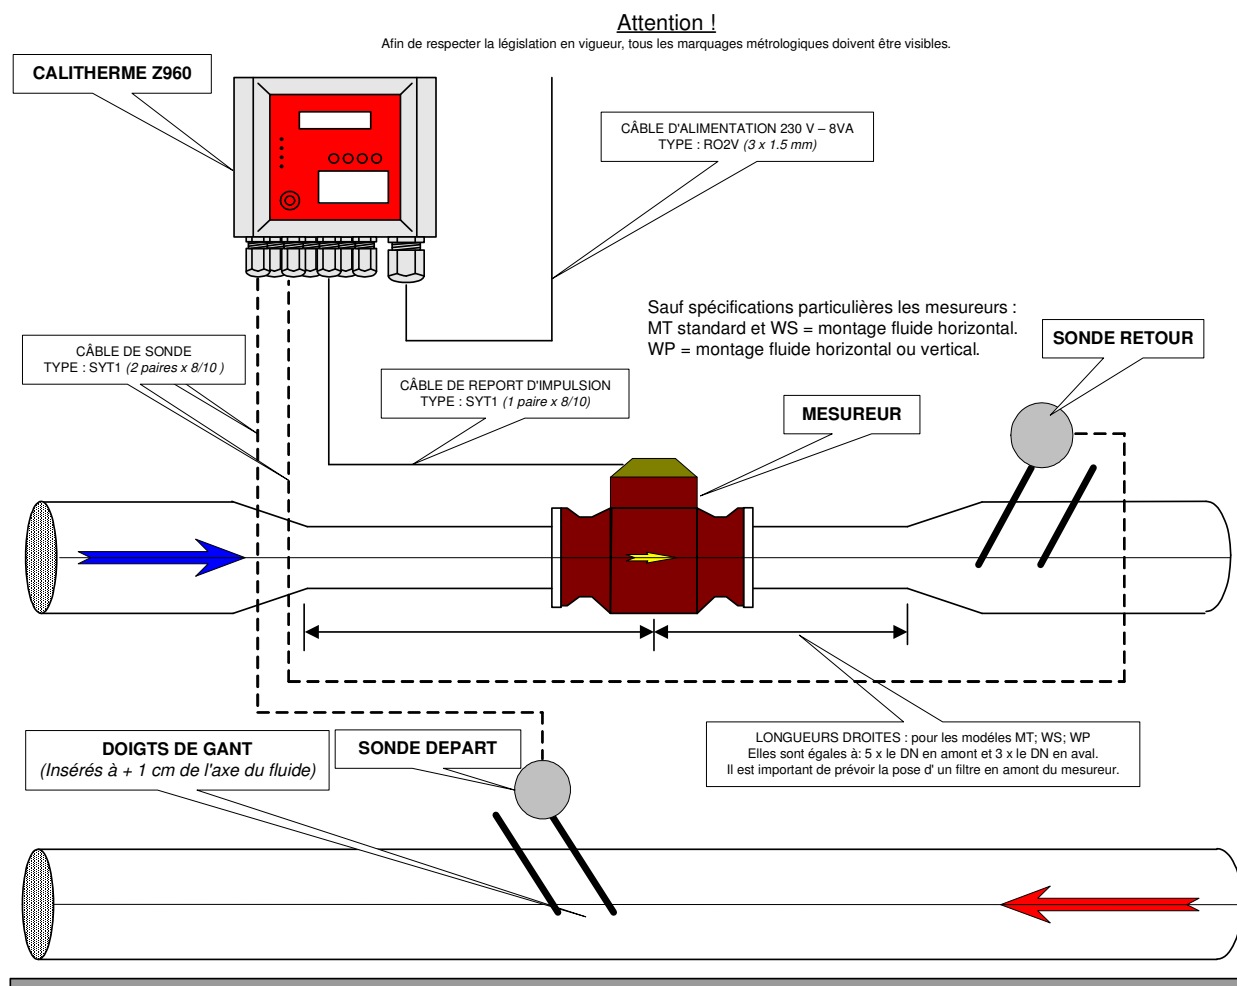 Attention !
Afin de respecter la législation en vigueur, tous les marquages métrologiques doivent être visibles.
CALITHERME Z960
CÂBLE D'ALIMENTATION 230 V – 8VA
TYPE : RO2V (3 x 1.5 mm)
Sauf spécifications particulières les mesureurs :
MT standard et WS = montage fluide horizontal.
WP = montage fluide horizontal ou vertical.
SONDE RETOUR
CÂBLE DE SONDE
TYPE : SYT1 (2 paires x 8/10 )
CÂBLE DE REPORT D'IMPULSION
TYPE : SYT1 (1 paire x 8/10)
MESUREUR
LONGUEURS DROITES : pour les modéles MT; WS; WP
Elles sont égales à: 5 x le DN en amont et 3 x le DN en aval.
Il est important de prévoir la pose d' un filtre en amont du mesureur.
DOIGTS DE GANT
(Insérés à + 1 cm de l'axe du fluide)
SONDE DEPART